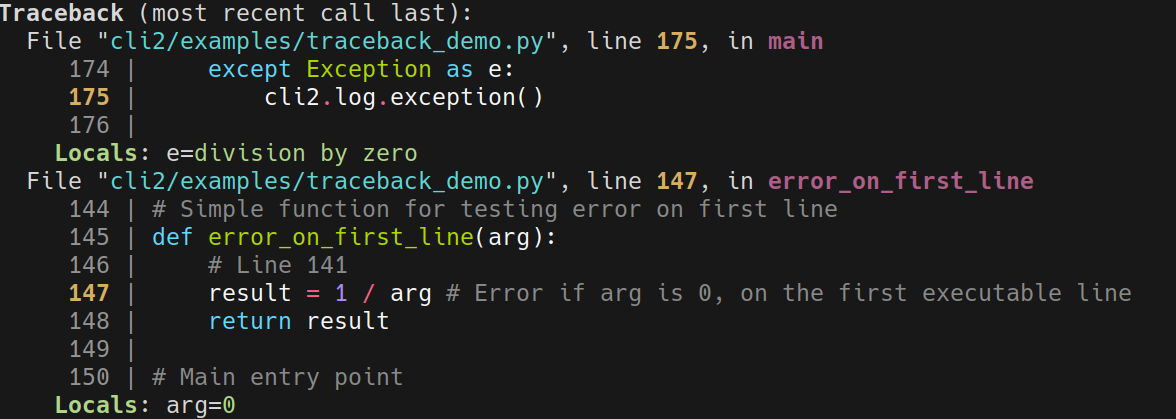 Traceback (most recent call last):
  File "cli2/examples/traceback_demo.py", line 175, in main
     174 |     except Exception as e:
     175 |         cli2.log.exception()
     176 |
    Locals: e=division by zero
  File "cli2/examples/traceback_demo.py", line 147, in error_on_first_line
     144 | # Simple function for testing error on first line
     145 | def error_on_first_line(arg):
     146 |     # Line 141
     147 |     result = 1 / arg # Error if arg is 0, on the first executable line
     148 |     return result
     149 |
     150 | # Main entry point
    Locals: arg=0